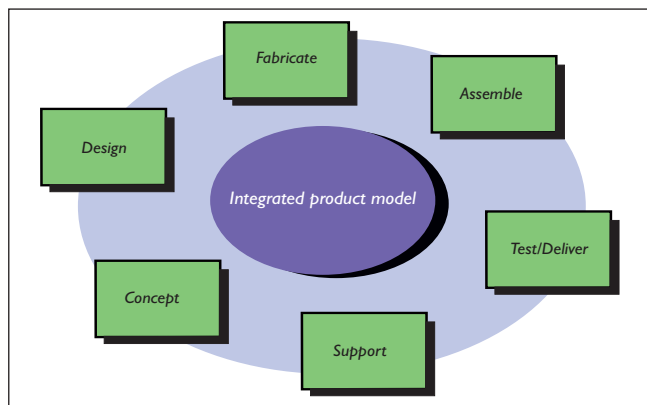 Fabricate
Assemble
Design
Integrated product model
Test/Deliver
Concept
Support